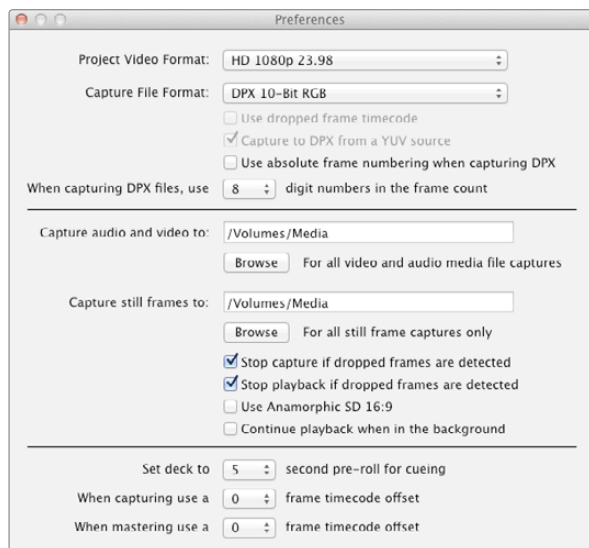 Preferences
Project Video Format: HD 1080p 23.98
Capture File Format: DPX 10-Bit RGB
Use dropped frame timecode
Capture to DPX from a YUV source
Use absolute frame numbering when capturing DPX
When capturing DPX files, use 8 digit numbers in the frame count
Capture audio and video to: /Volumes/Media
Browse For all video and audio media file captures
Capture still frames to: /Volumes/Media
Browse For all still frame captures only
Stop capture if dropped frames are detected
Stop playback if dropped frames are detected
Use Anamorphic SD 16:9
Continue playback when in the background
Set deck to 5 second pre-roll for cueing
When capturing use a 0 frame timecode offset
When mastering use a 0 frame timecode offset